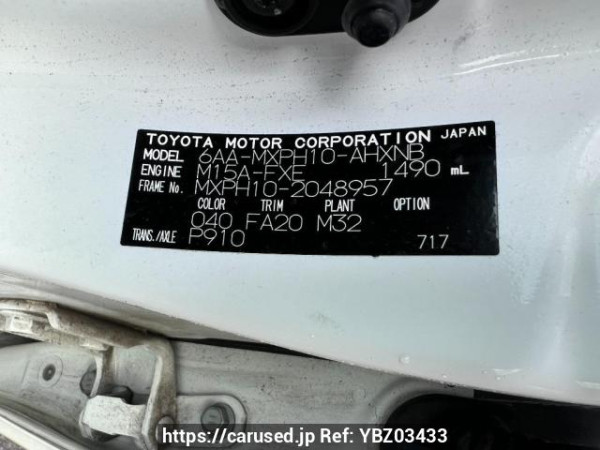 TOYOTA MOTOR CORPORATION JAPAN
MODEL 6AA-MXPH10-AHXNB
ENGINE M15A-FXE 1490 mL
FRAME No. MXPH10-2048957
COLOR TRIM PLANT OPTION
040 FA20 M32
TRANS./AXLE P910 717
https://carused.jp Ref: YBZ03433